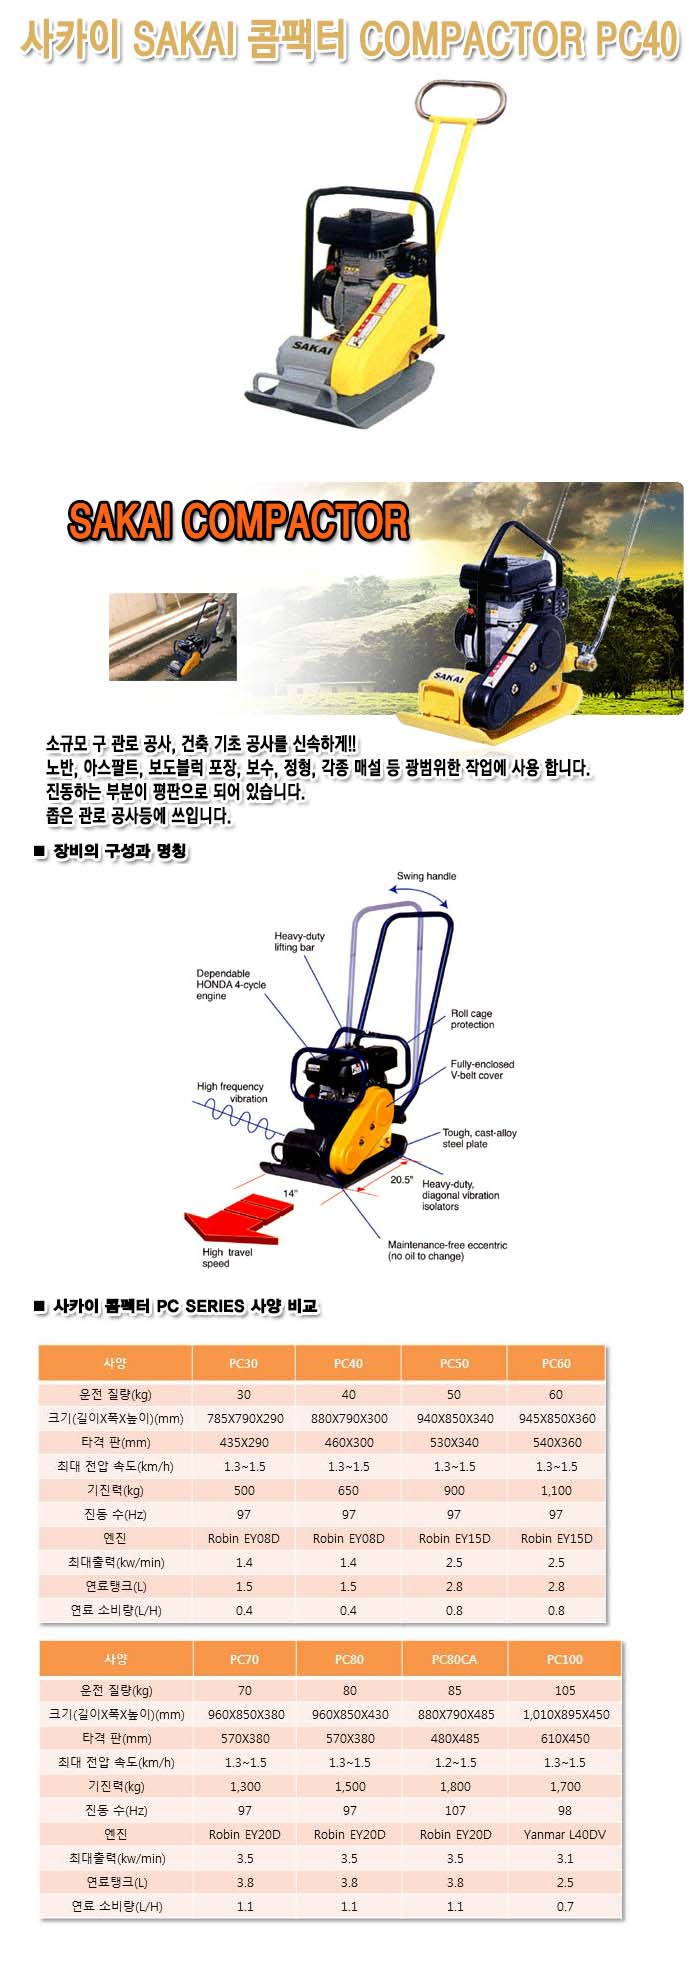 사카이 SAKAI 콤팩터 COMPACTOR PC40
SAKAI
SAKAI COMPACTOR
SAKAI
소규모 구 관로 공사, 건축 기초 공사를 신속하게!!
노반, 아스팔트, 보도블럭 포장, 보수, 정형, 각종 매설 등 광범위한 작업에 사용 합니다.
진동하는 부분이 평판으로 되어 있습니다.
좁은 관로 공사등에 쓰입니다.
■ 장비의 구성과 명칭
Swing handle
Heavy-duty
lifting bar
Dependable
HONDA 4-cycle
engine
Roll cage
protection
Fully-enclosed
V-belt cover
High frequency
vibration
Tough, cast-alloy
steel plate
20.5"
14"
Heavy-duty,
diagonal vibration
isolators
High travel
speed
Maintenance-free eccentric
(no oil to change)
■ 사카이 콤펙터 PC SERIES 사양 비교
사양 PC30 PC40 PC50 PC60
운전 질량(kg) 30 40 50 60
크기(길이X폭X높이)(mm) 785X790X290 880X790X300 940X850X340 945X850X360
타격 판(mm) 435X290 460X300 530X340 540X360
최대 전압 속도(km/h) 1.3~1.5 1.3~1.5 1.3~1.5 1.3~1.5
기진력(kg) 500 650 900 1,100
진동 수(Hz) 97 97 97 97
엔진 Robin EY08D Robin EY08D Robin EY15D Robin EY15D
최대출력(kw/min) 1.4 1.4 2.5 2.5
연료탱크(L) 1.5 1.5 2.8 2.8
연료 소비량(L/H) 0.4 0.4 0.8 0.8
사양 PC70 PC80 PC80CA PC100
운전 질량(kg) 70 80 85 105
크기(길이X폭X높이)(mm) 960X850X380 960X850X430 880X790X485 1,010X895X450
타격 판(mm) 570X380 570X380 480X485 610X450
최대 전압 속도(km/h) 1.3~1.5 1.3~1.5 1.2~1.5 1.3~1.5
기진력(kg) 1,300 1,500 1,800 1,700
진동 수(Hz) 97 97 107 98
엔진 Robin EY20D Robin EY20D Robin EY20D Yanmar L40DV
최대출력(kw/min) 3.5 3.5 3.5 3.1
연료탱크(L) 3.8 3.8 3.8 2.5
연료 소비량(L/H) 1.1 1.1 1.1 0.7